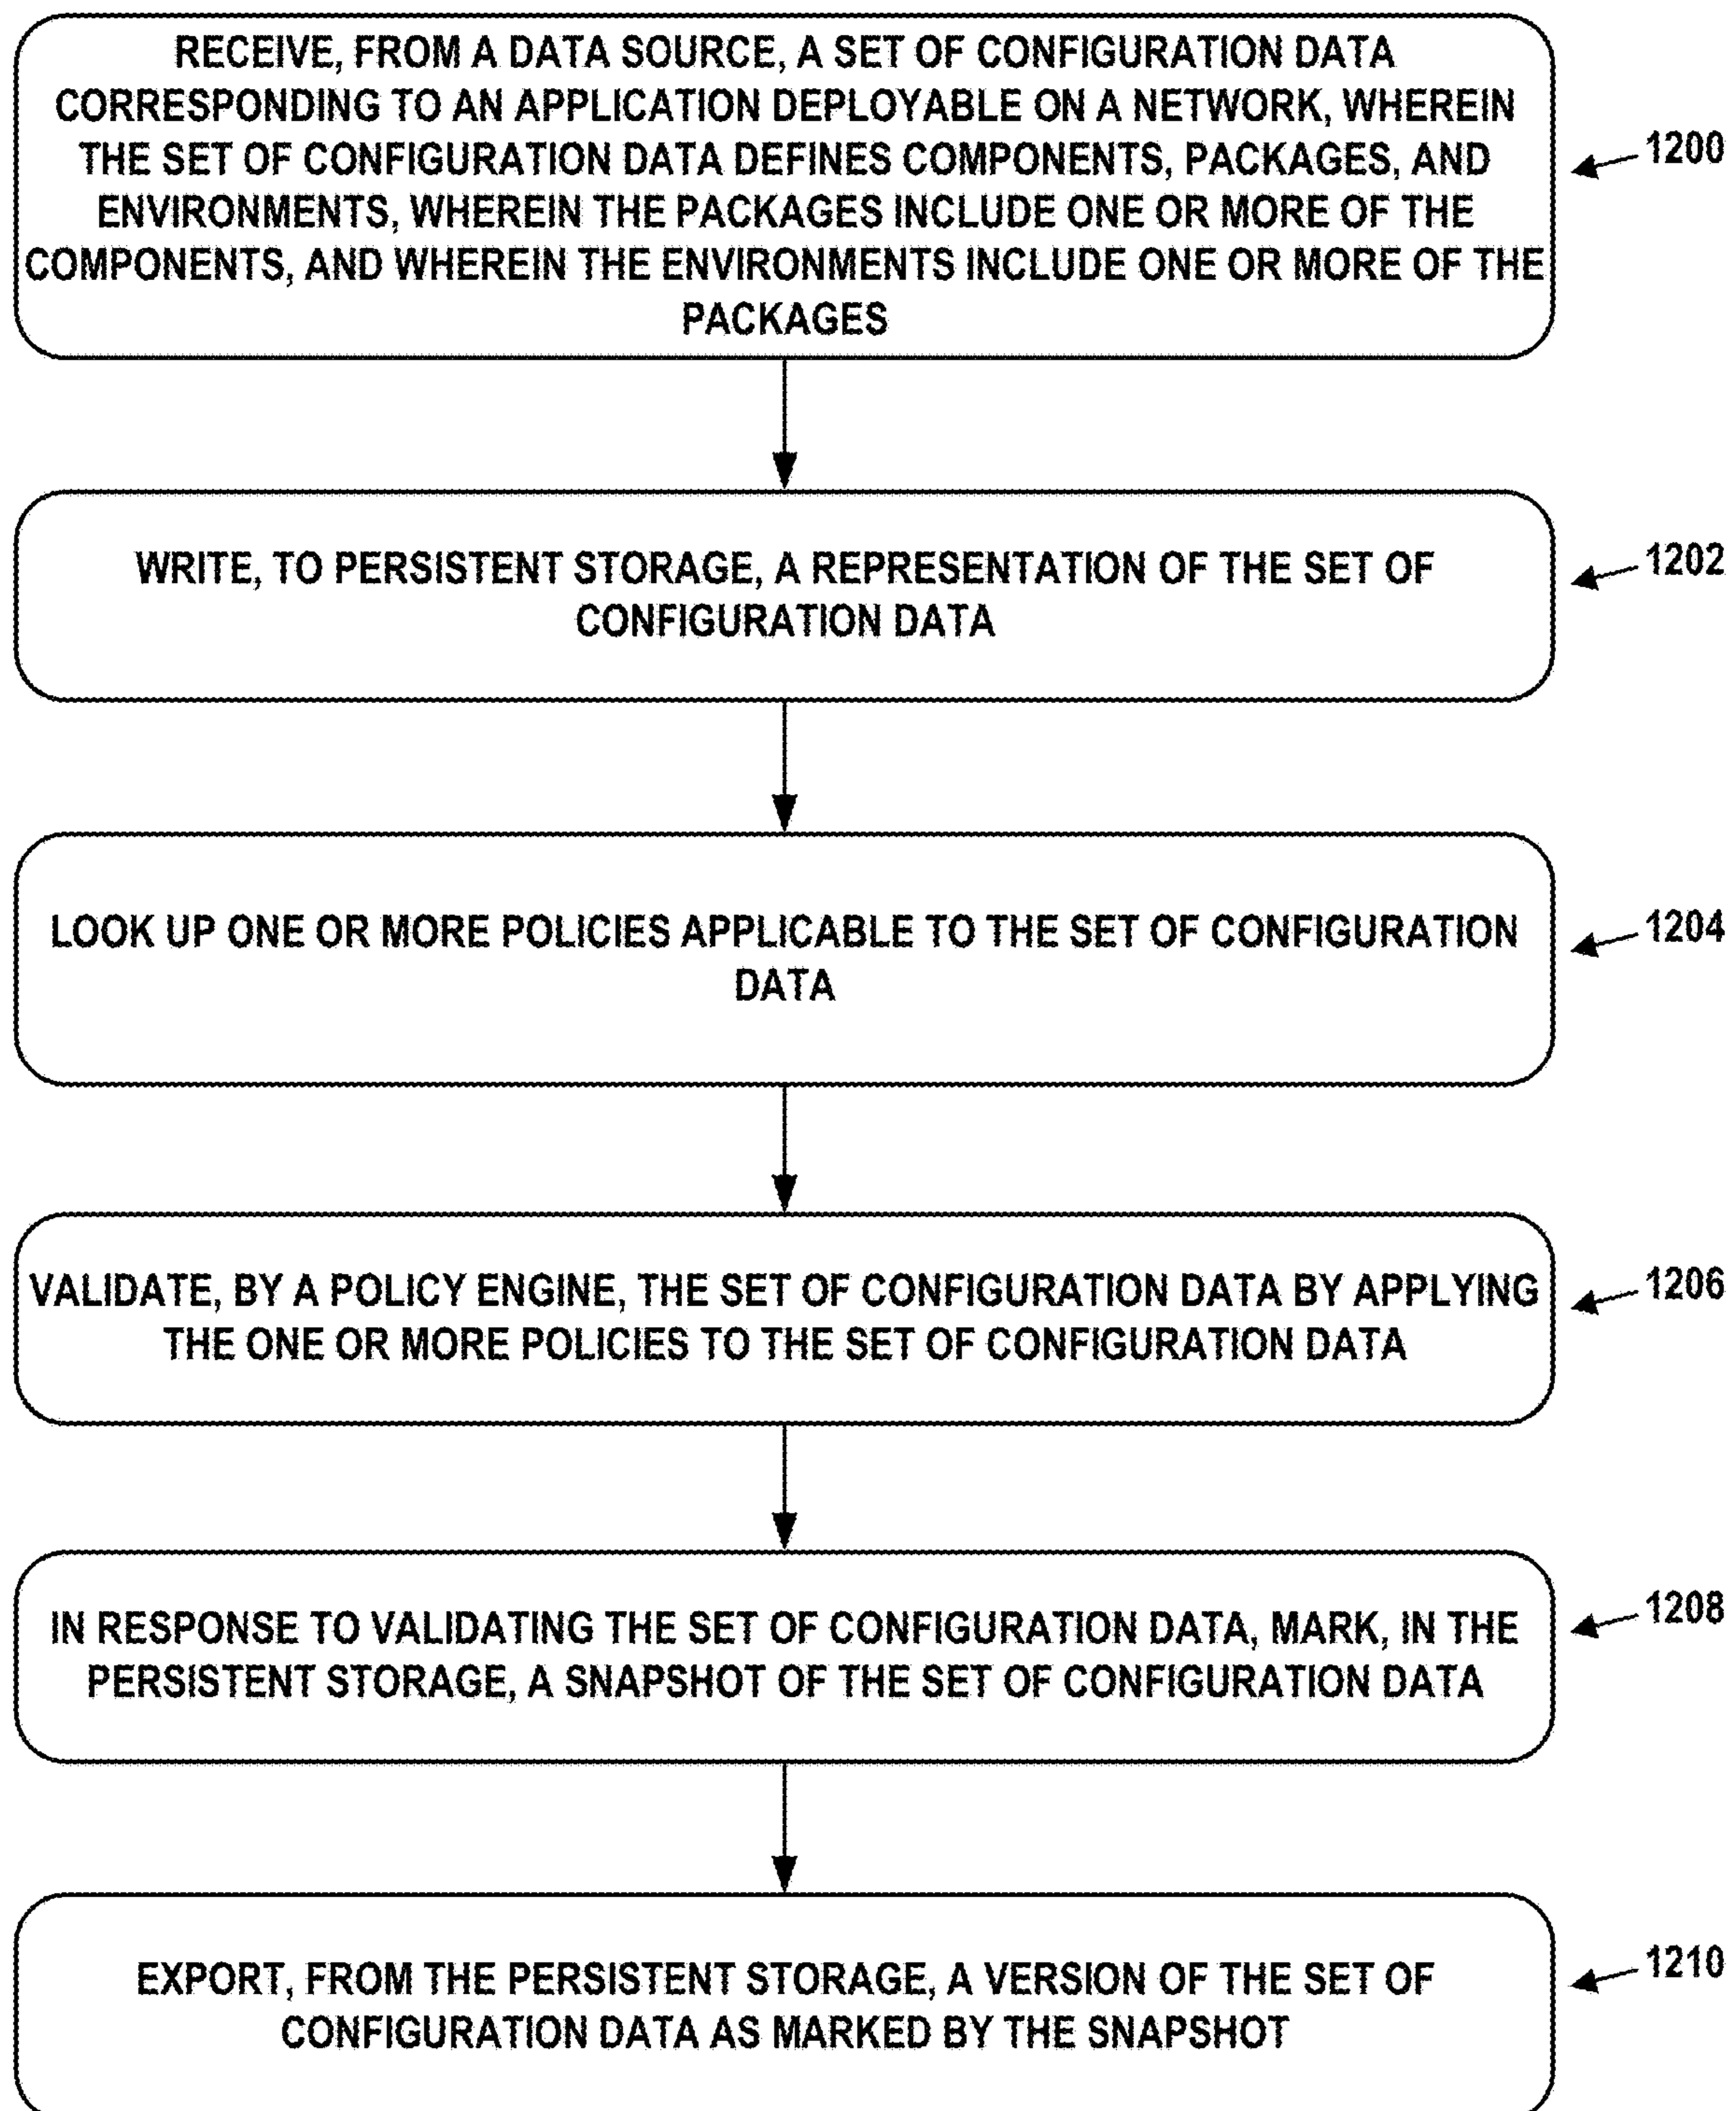 RECEIVE, FROM A DATA SOURCE, A SET OF CONFIGURATION DATA
CORRESPONDING TO AN APPLICATION DEPLOYABLE ON A NETWORK, WHEREIN
THE SET OF CONFIGURATION DATA DEFINES COMPONENTS, PACKAGES, AND
ENVIRONMENTS, WHEREIN THE PACKAGES INCLUDE ONE OR MORE OF THE
COMPONENTS, AND WHEREIN THE ENVIRONMENTS INCLUDE ONE OR MORE OF THE
PACKAGES
1200
WRITE, TO PERSISTENT STORAGE, A REPRESENTATION OF THE SET OF
CONFIGURATION DATA
1202
LOOK UP ONE OR MORE POLICIES APPLICABLE TO THE SET OF CONFIGURATION
DATA
1204
VALIDATE, BY A POLICY ENGINE, THE SET OF CONFIGURATION DATA BY APPLYING
THE ONE OR MORE POLICIES TO THE SET OF CONFIGURATION DATA
1206
IN RESPONSE TO VALIDATING THE SET OF CONFIGURATION DATA, MARK, IN THE
PERSISTENT STORAGE, A SNAPSHOT OF THE SET OF CONFIGURATION DATA
1208
EXPORT, FROM THE PERSISTENT STORAGE, A VERSION OF THE SET OF
CONFIGURATION DATA AS MARKED BY THE SNAPSHOT
1210